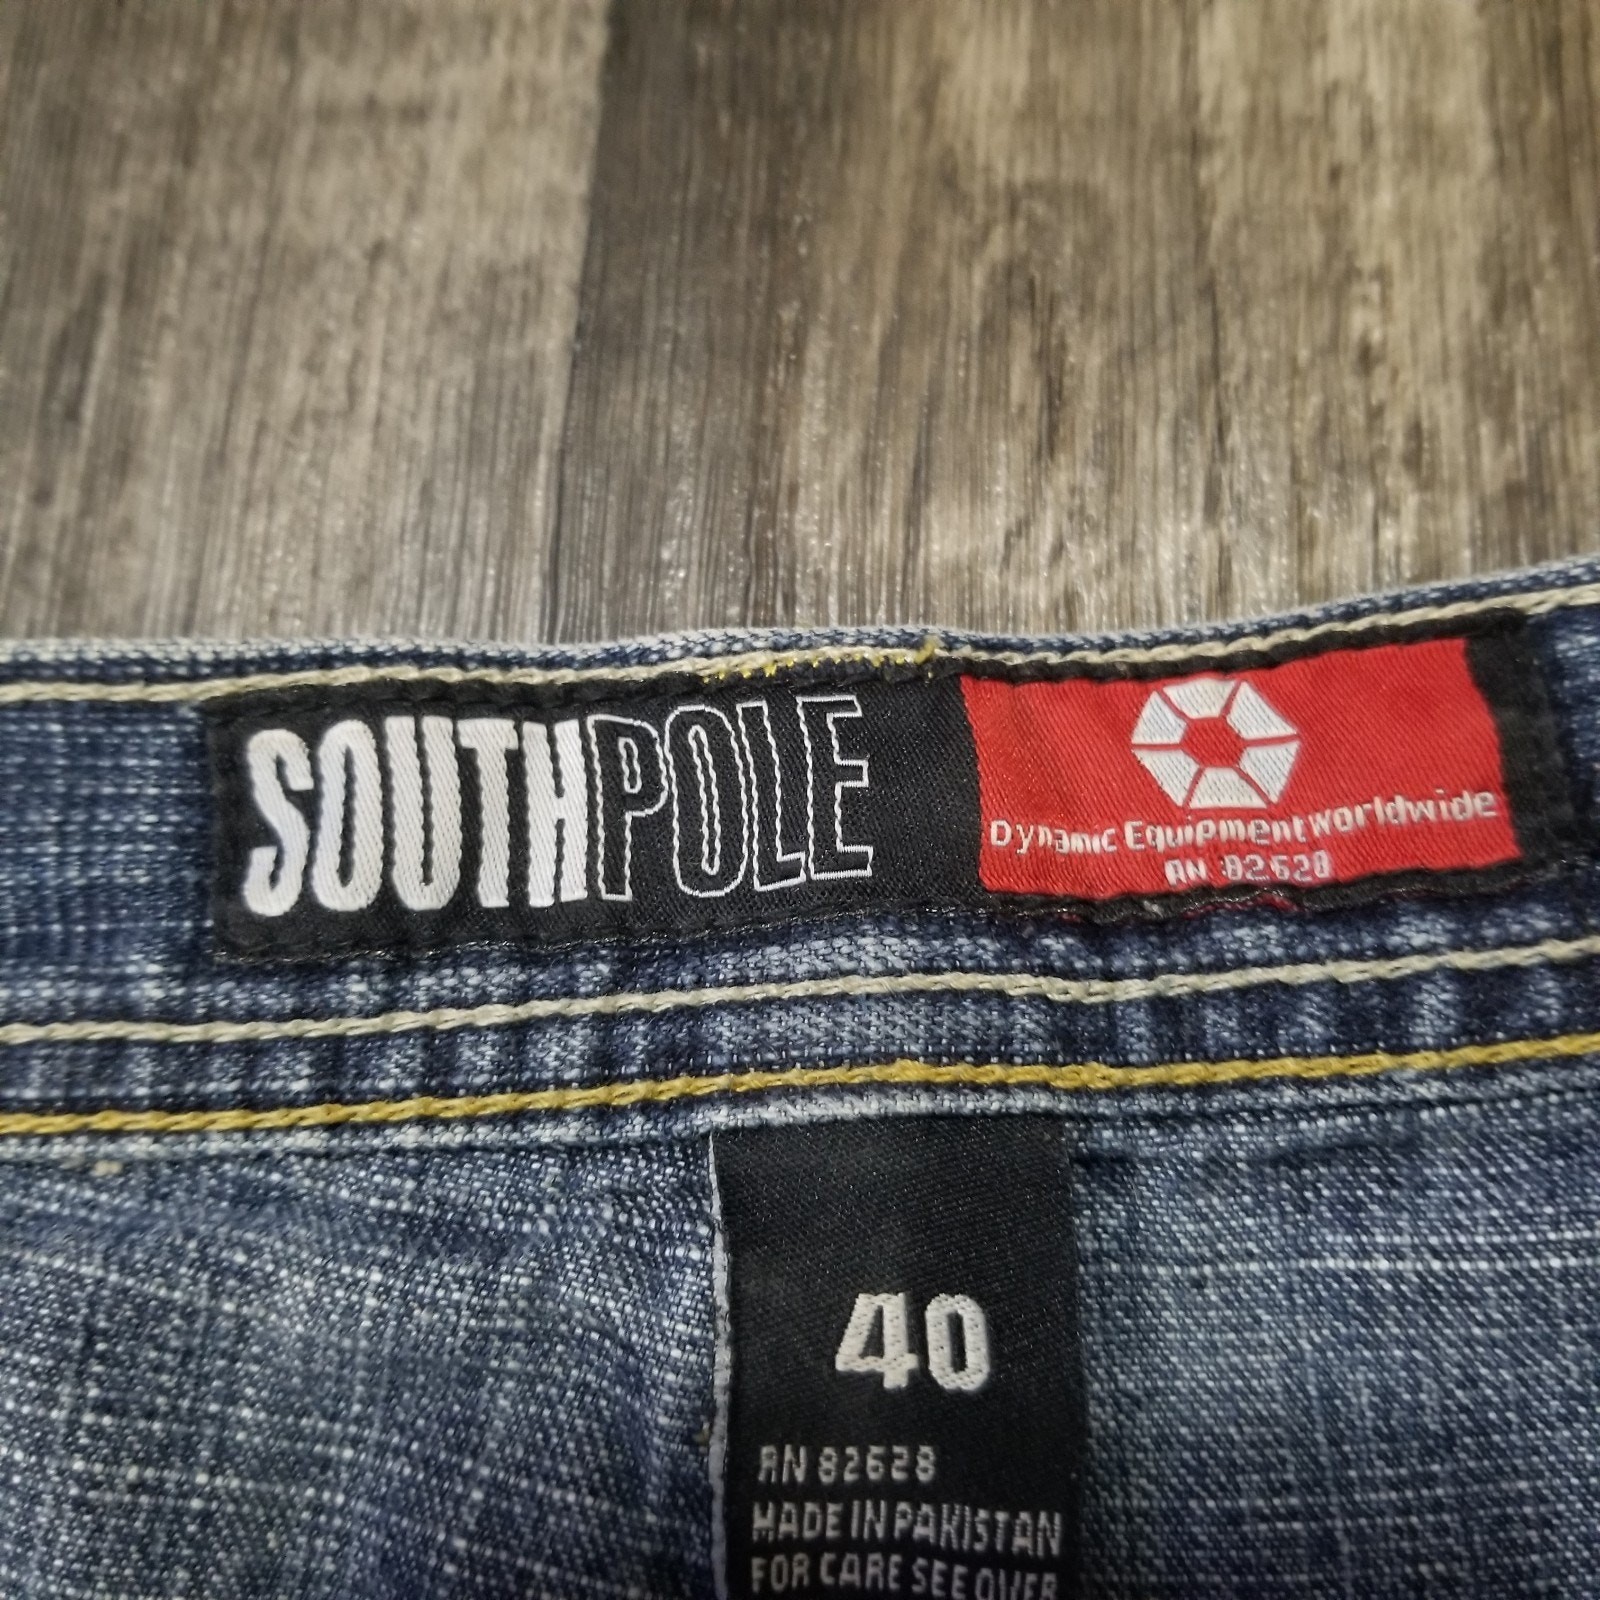 SOUTHPOLE
Dynamic Equipment worldwide
RN 82628
40
RN 82628
MADE IN PAKISTAN
FOR CARE SEE OVER